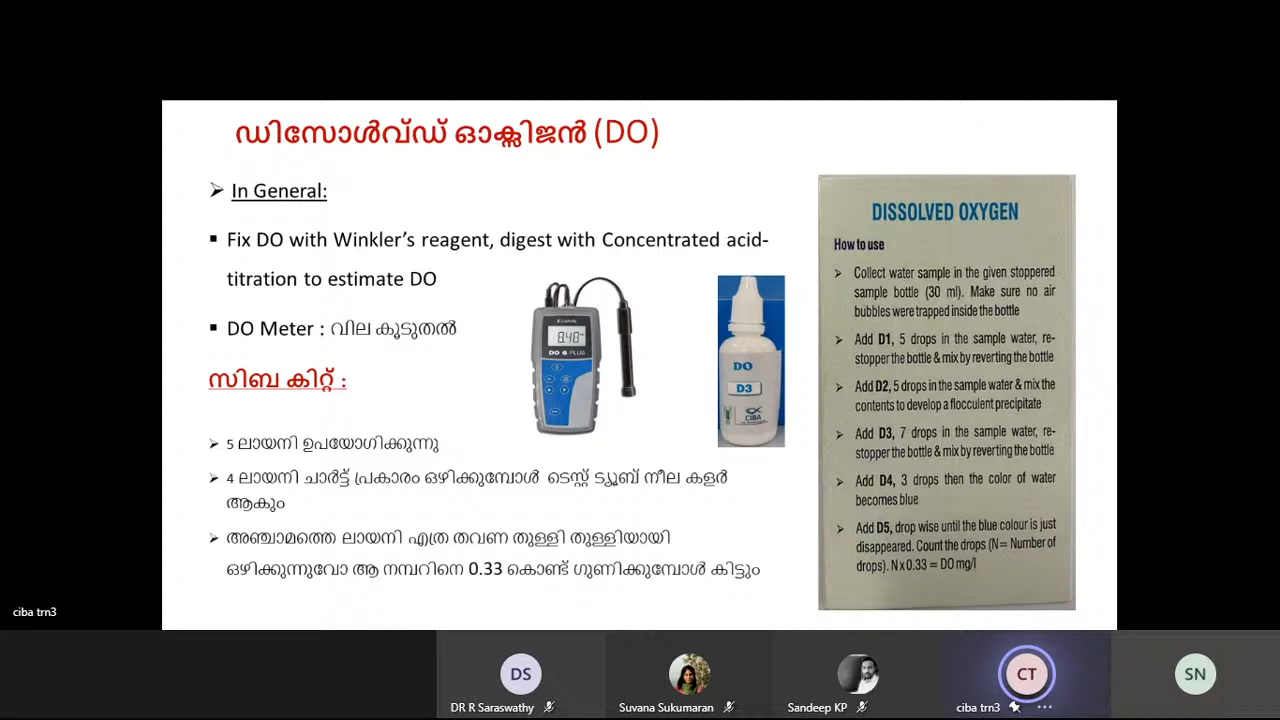 ഡിസോൾവ്ഡ് ഓക്സിജൻ (DO)
In General:
Fix DO with Winkler’s reagent, digest with Concentrated acid-
titration to estimate DO
DO Meter : വില കൂടുതൽ
സിബ കിറ്റ് :
5 ലായനി ഉപയോഗിക്കുന്നു
4 ലായനി ചാർട്ട് പ്രകാരം ഒഴിക്കുമ്പോൾ ടെസ്റ്റ് ട്യൂബ് നീല കളർ
ആകും
അഞ്ചാമത്തെ ലായനി എത്ര തവണ തുള്ളി തുള്ളിയായി
ഒഴിക്കുന്നുവോ ആ നമ്പറിനെ 0.33 കൊണ്ട് ഗുണിക്കുമ്പോൾ കിട്ടും
8.40
DO 6 PLUS
DO
D3
CIBA
DISSOLVED OXYGEN
How to use
Collect water sample in the given stoppered
sample bottle (30 ml). Make sure no air
bubbles were trapped inside the bottle
Add D1, 5 drops in the sample water, re-
stopper the bottle & mix by reverting the bottle
Add D2, 5 drops in the sample water & mix the
contents to develop a flocculent precipitate
Add D3, 7 drops in the sample water, re-
stopper the bottle & mix by reverting the bottle
Add D4, 3 drops then the color of water
becomes blue
Add D5, drop wise until the blue colour is just
disappeared. Count the drops (N= Number of
drops). N x 0.33 = DO mg/l
ciba trn3
DS
DR R Saraswathy
Suvana Sukumaran
Sandeep KP
CT
ciba trn3
SN